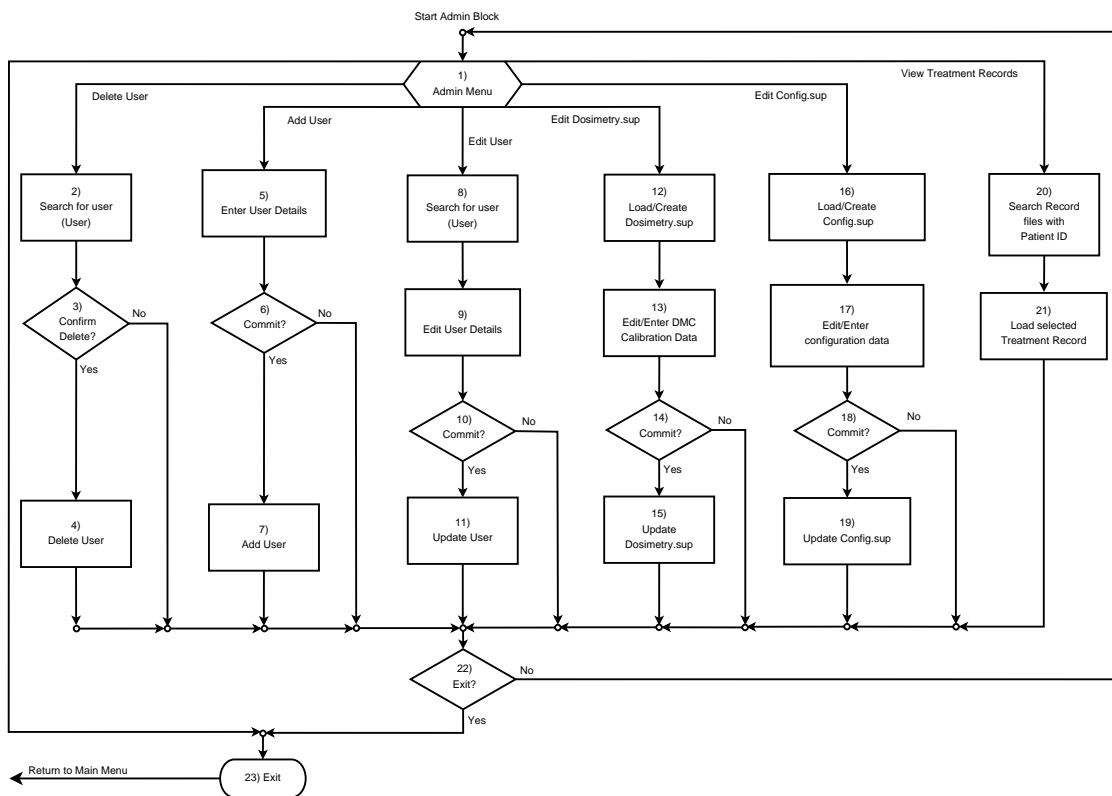 Start Admin Block
1)
Admin Menu
View Treatment Records
Delete User
Edit Config.sup
Add User
Edit Dosimetry.sup
Edit User
2)
Search for user
(User)
5)
Enter User Details
8)
Search for user
(User)
12)
Load/Create
Dosimetry.sup
16)
Load/Create
Config.sup
20)
Search Record
files with
Patient ID
3)
Confirm
Delete?
No
Yes
6)
Commit?
No
Yes
9)
Edit User Details
13)
Edit/Enter DMC
Calibration Data
17)
Edit/Enter
configuration data
21)
Load selected
Treatment Record
10)
Commit?
No
Yes
14)
Commit?
No
Yes
18)
Commit?
No
Yes
4)
Delete User
7)
Add User
11)
Update User
15)
Update
Dosimetry.sup
19)
Update Config.sup
22)
Exit?
No
Yes
Return to Main Menu
23) Exit